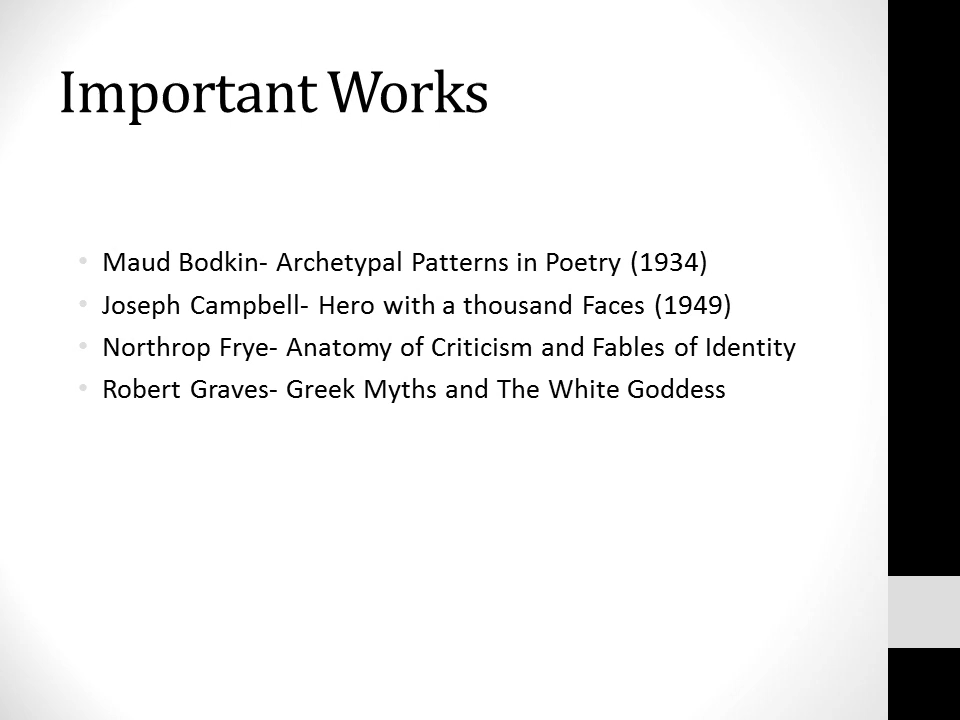 Important Works
• Maud Bodkin- Archetypal Patterns in Poetry (1934)
• Joseph Campbell- Hero with a thousand Faces (1949)
• Northrop Frye- Anatomy of Criticism and Fables of Identity
• Robert Graves- Greek Myths and The White Goddess